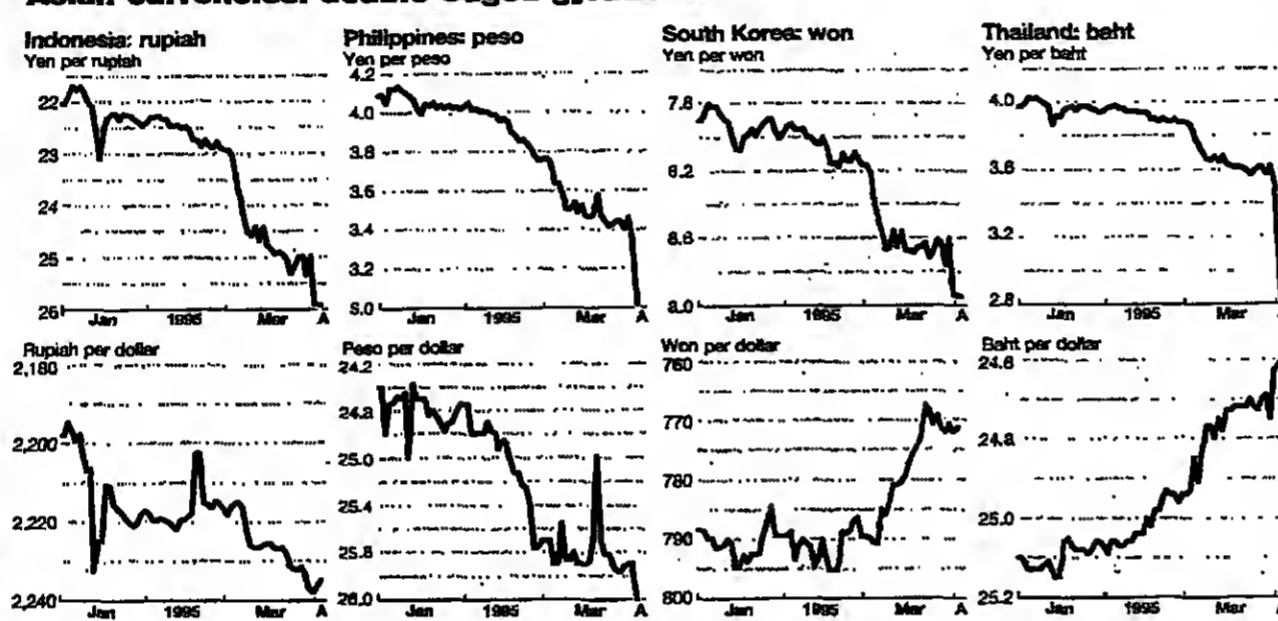 Asian currencies: double edged
Indonesia: rupiah
Yen per rupiah
22
23
24
25
26
Jan 1995 Mar A
Philippines: peso
Yen per peso
4.2
4.0
3.8
3.6
3.4
3.2
3.0
Jan 1995 Mar A
South Korea: won
Yen per won
7.8
8.2
8.6
8.0
Jan 1995 Mar A
Thailand: baht
Yen per baht
4.0
3.6
3.2
2.8
Jan 1995 Mar
Rupiah per dollar
2,180
2,200
2,220
2,240
Jan 1995 Mar A
Peso per dollar
24.2
24.8
25.0
25.4
25.8
26.0
Jan 1995 Mar A
Won per dollar
760
770
780
790
800
Jan 1995 Mar A
Baht per dollar
24.6
24.8
25.0
25.2
Jan 1995 Mar